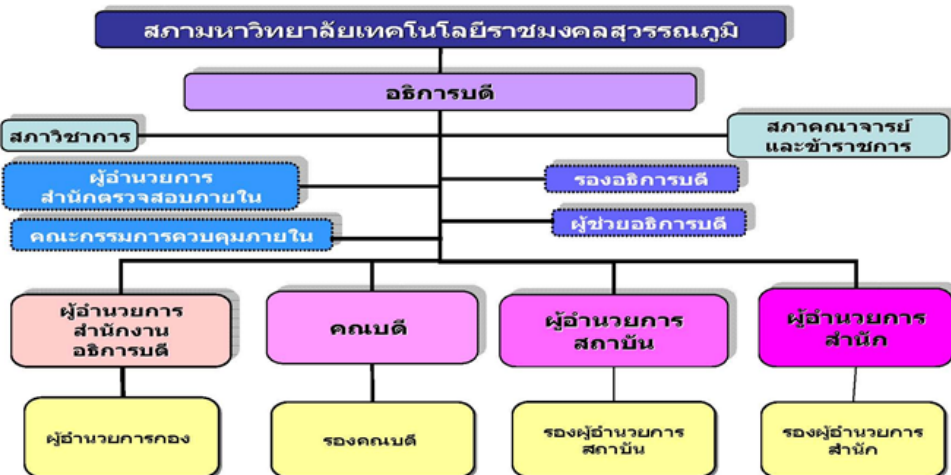 สภามหาวิทยาลัยเทคโนโลยีราชมงคลสุวรรณภูมิ
อธิการบดี
สภาวิชาการ
สภาคณาจารย์
และข้าราชการ
ผู้อำนวยการ
สำนักตรวจสอบภายใน
รองอธิการบดี
คณะกรรมการควบคุมภายใน
ผู้ช่วยอธิการบดี
ผู้อำนวยการ
สำนักงาน
อธิการบดี
คณบดี
ผู้อำนวยการ
สถาบัน
ผู้อำนวยการ
สำนัก
ผู้อำนวยการกอง
รองคณบดี
รองผู้อำนวยการ
สถาบัน
รองผู้อำนวยการ
สำนัก